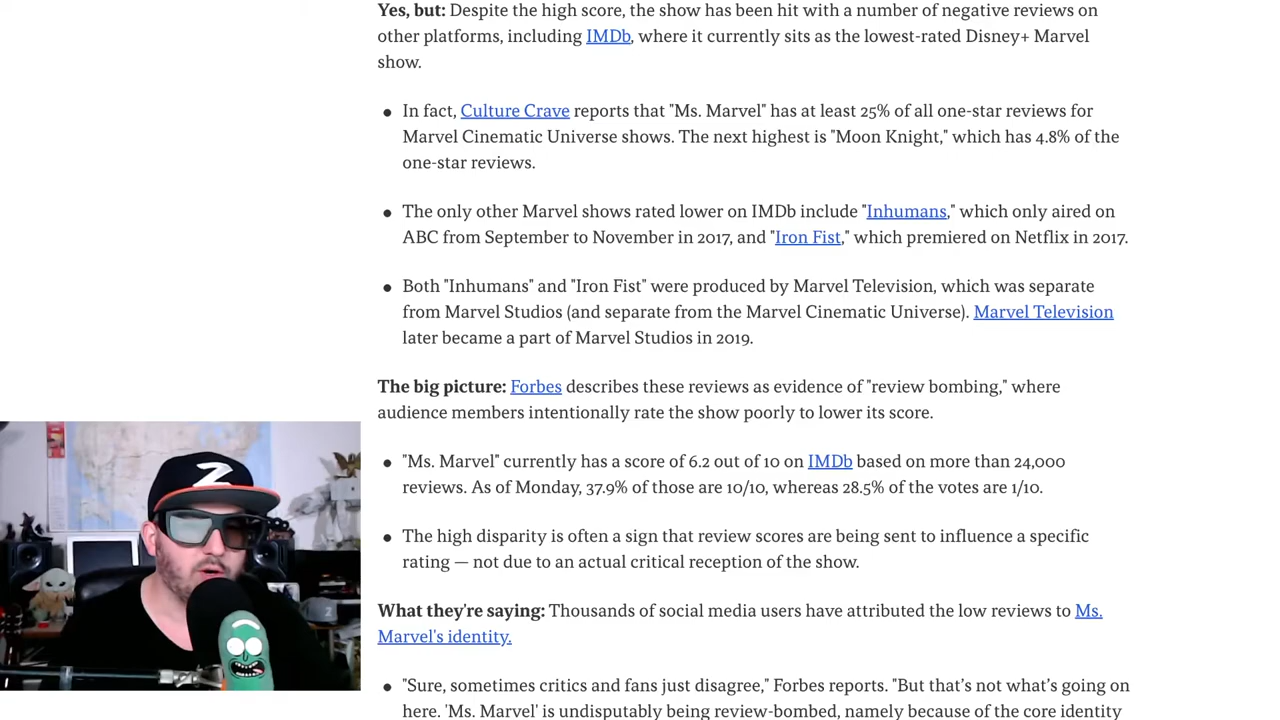 Yes, but: Despite the high score, the show has been hit with a number of negative reviews on
other platforms, including IMDb, where it currently sits as the lowest-rated Disney+ Marvel
show.
● In fact, Culture Crave reports that "Ms. Marvel" has at least 25% of all one-star reviews for
Marvel Cinematic Universe shows. The next highest is "Moon Knight," which has 4.8% of the
one-star reviews.
● The only other Marvel shows rated lower on IMDb include "Inhumans," which only aired on
ABC from September to November in 2017, and "Iron Fist," which premiered on Netflix in 2017.
● Both "Inhumans" and "Iron Fist" were produced by Marvel Television, which was separate
from Marvel Studios (and separate from the Marvel Cinematic Universe). Marvel Television
later became a part of Marvel Studios in 2019.
The big picture: Forbes describes these reviews as evidence of "review bombing," where
audience members intentionally rate the show poorly to lower its score.
● "Ms. Marvel" currently has a score of 6.2 out of 10 on IMDb based on more than 24,000
reviews. As of Monday, 37.9% of those are 10/10, whereas 28.5% of the votes are 1/10.
● The high disparity is often a sign that review scores are being sent to influence a specific
rating — not due to an actual critical reception of the show.
What they're saying: Thousands of social media users have attributed the low reviews to Ms.
Marvel's identity.
● "Sure, sometimes critics and fans just disagree," Forbes reports. "But that’s not what’s going on
here. 'Ms. Marvel' is undisputably being review-bombed, namely because of the core identity
Z